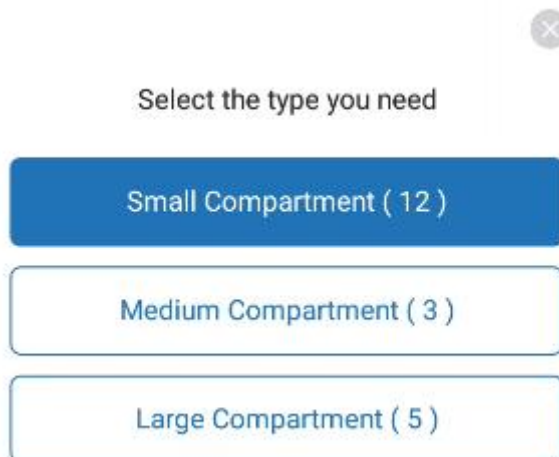 Select the type you need
Small Compartment ( 12 )
Medium Compartment ( 3 )
Large Compartment ( 5 )